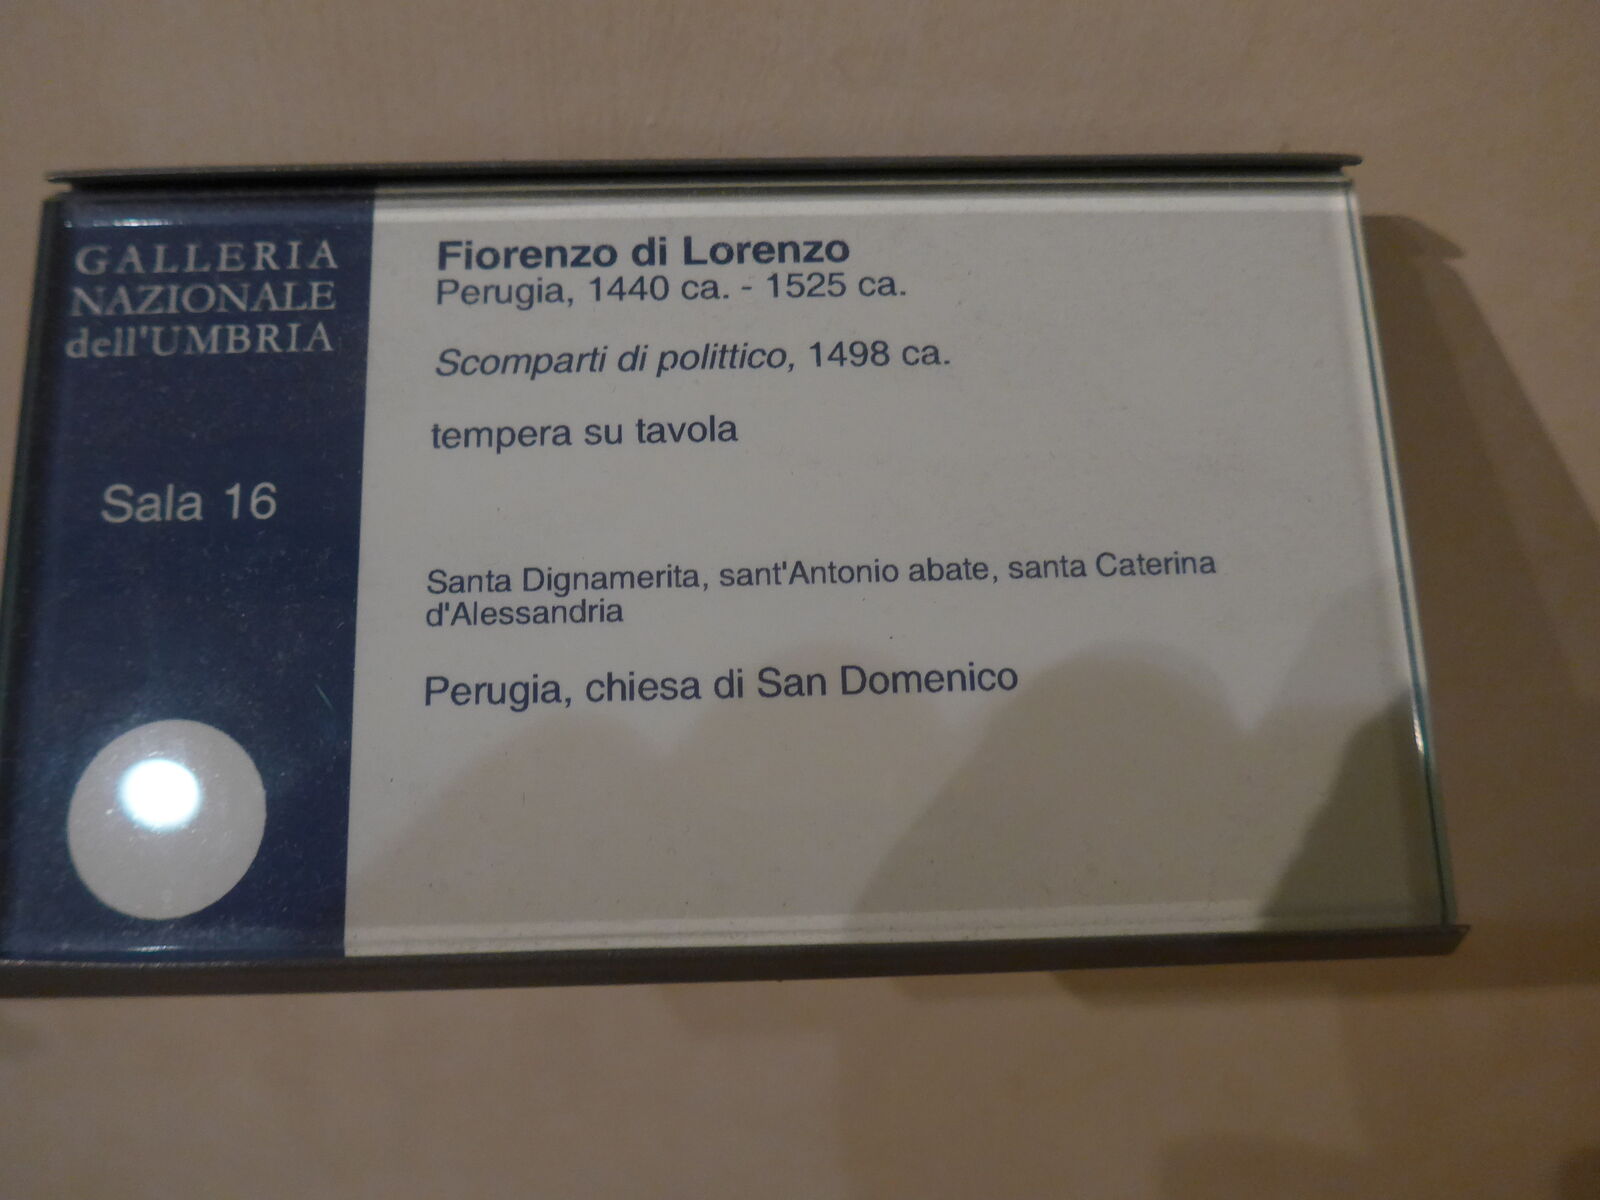 GALLERIA
NAZIONALE
dell'UMBRIA
Sala 16
Fiorenzo di Lorenzo
Perugia, 1440 ca. - 1525 ca.
Scomparti di polittico, 1498 ca.
tempera su tavola
Santa Dignamerita, sant'Antonio abate, santa Caterina
d'Alessandria
Perugia, chiesa di San Domenico